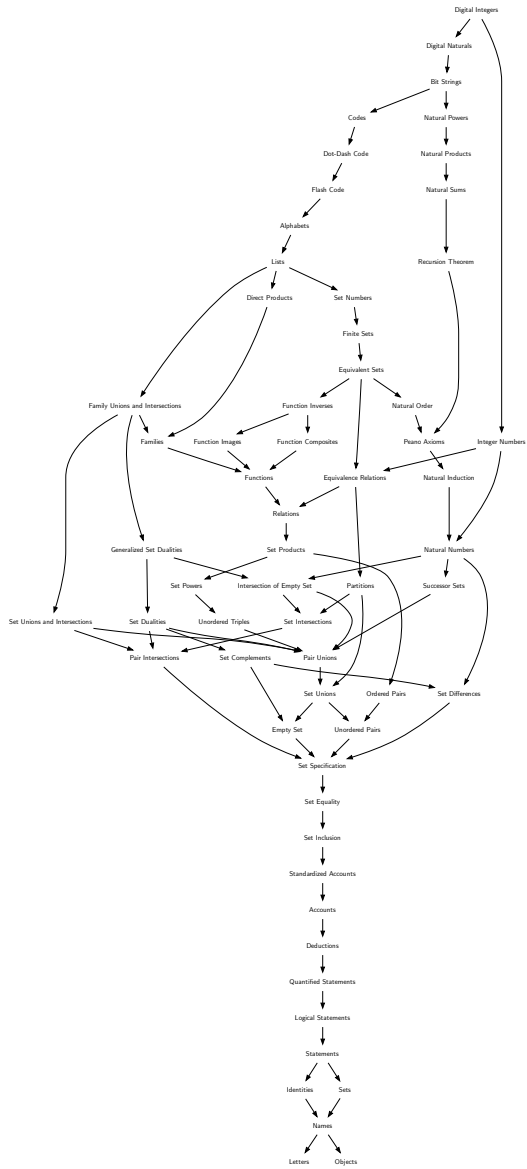 Digital Integers
Digital Naturals
Bit Strings
Codes
Natural Powers
Dot-Dash Code
Natural Products
Flash Code
Natural Sums
Alphabets
Lists
Recursion Theorem
Direct Products
Set Numbers
Finite Sets
Equivalent Sets
Family Unions and Intersections
Function Inverses
Natural Order
Families
Function Images
Function Composites
Peano Axioms
Integer Numbers
Functions
Equivalence Relations
Natural Induction
Relations
Generalized Set Dualities
Set Products
Natural Numbers
Set Powers
Intersection of Empty Set
Partitions
Successor Sets
Set Unions and Intersections
Set Dualities
Unordered Triples
Set Intersections
Pair Intersections
Set Complements
Pair Unions
Set Unions
Ordered Pairs
Set Differences
Empty Set
Unordered Pairs
Set Specification
Set Equality
Set Inclusion
Standardized Accounts
Accounts
Deductions
Quantified Statements
Logical Statements
Statements
Identities
Sets
Names
Letters
Objects